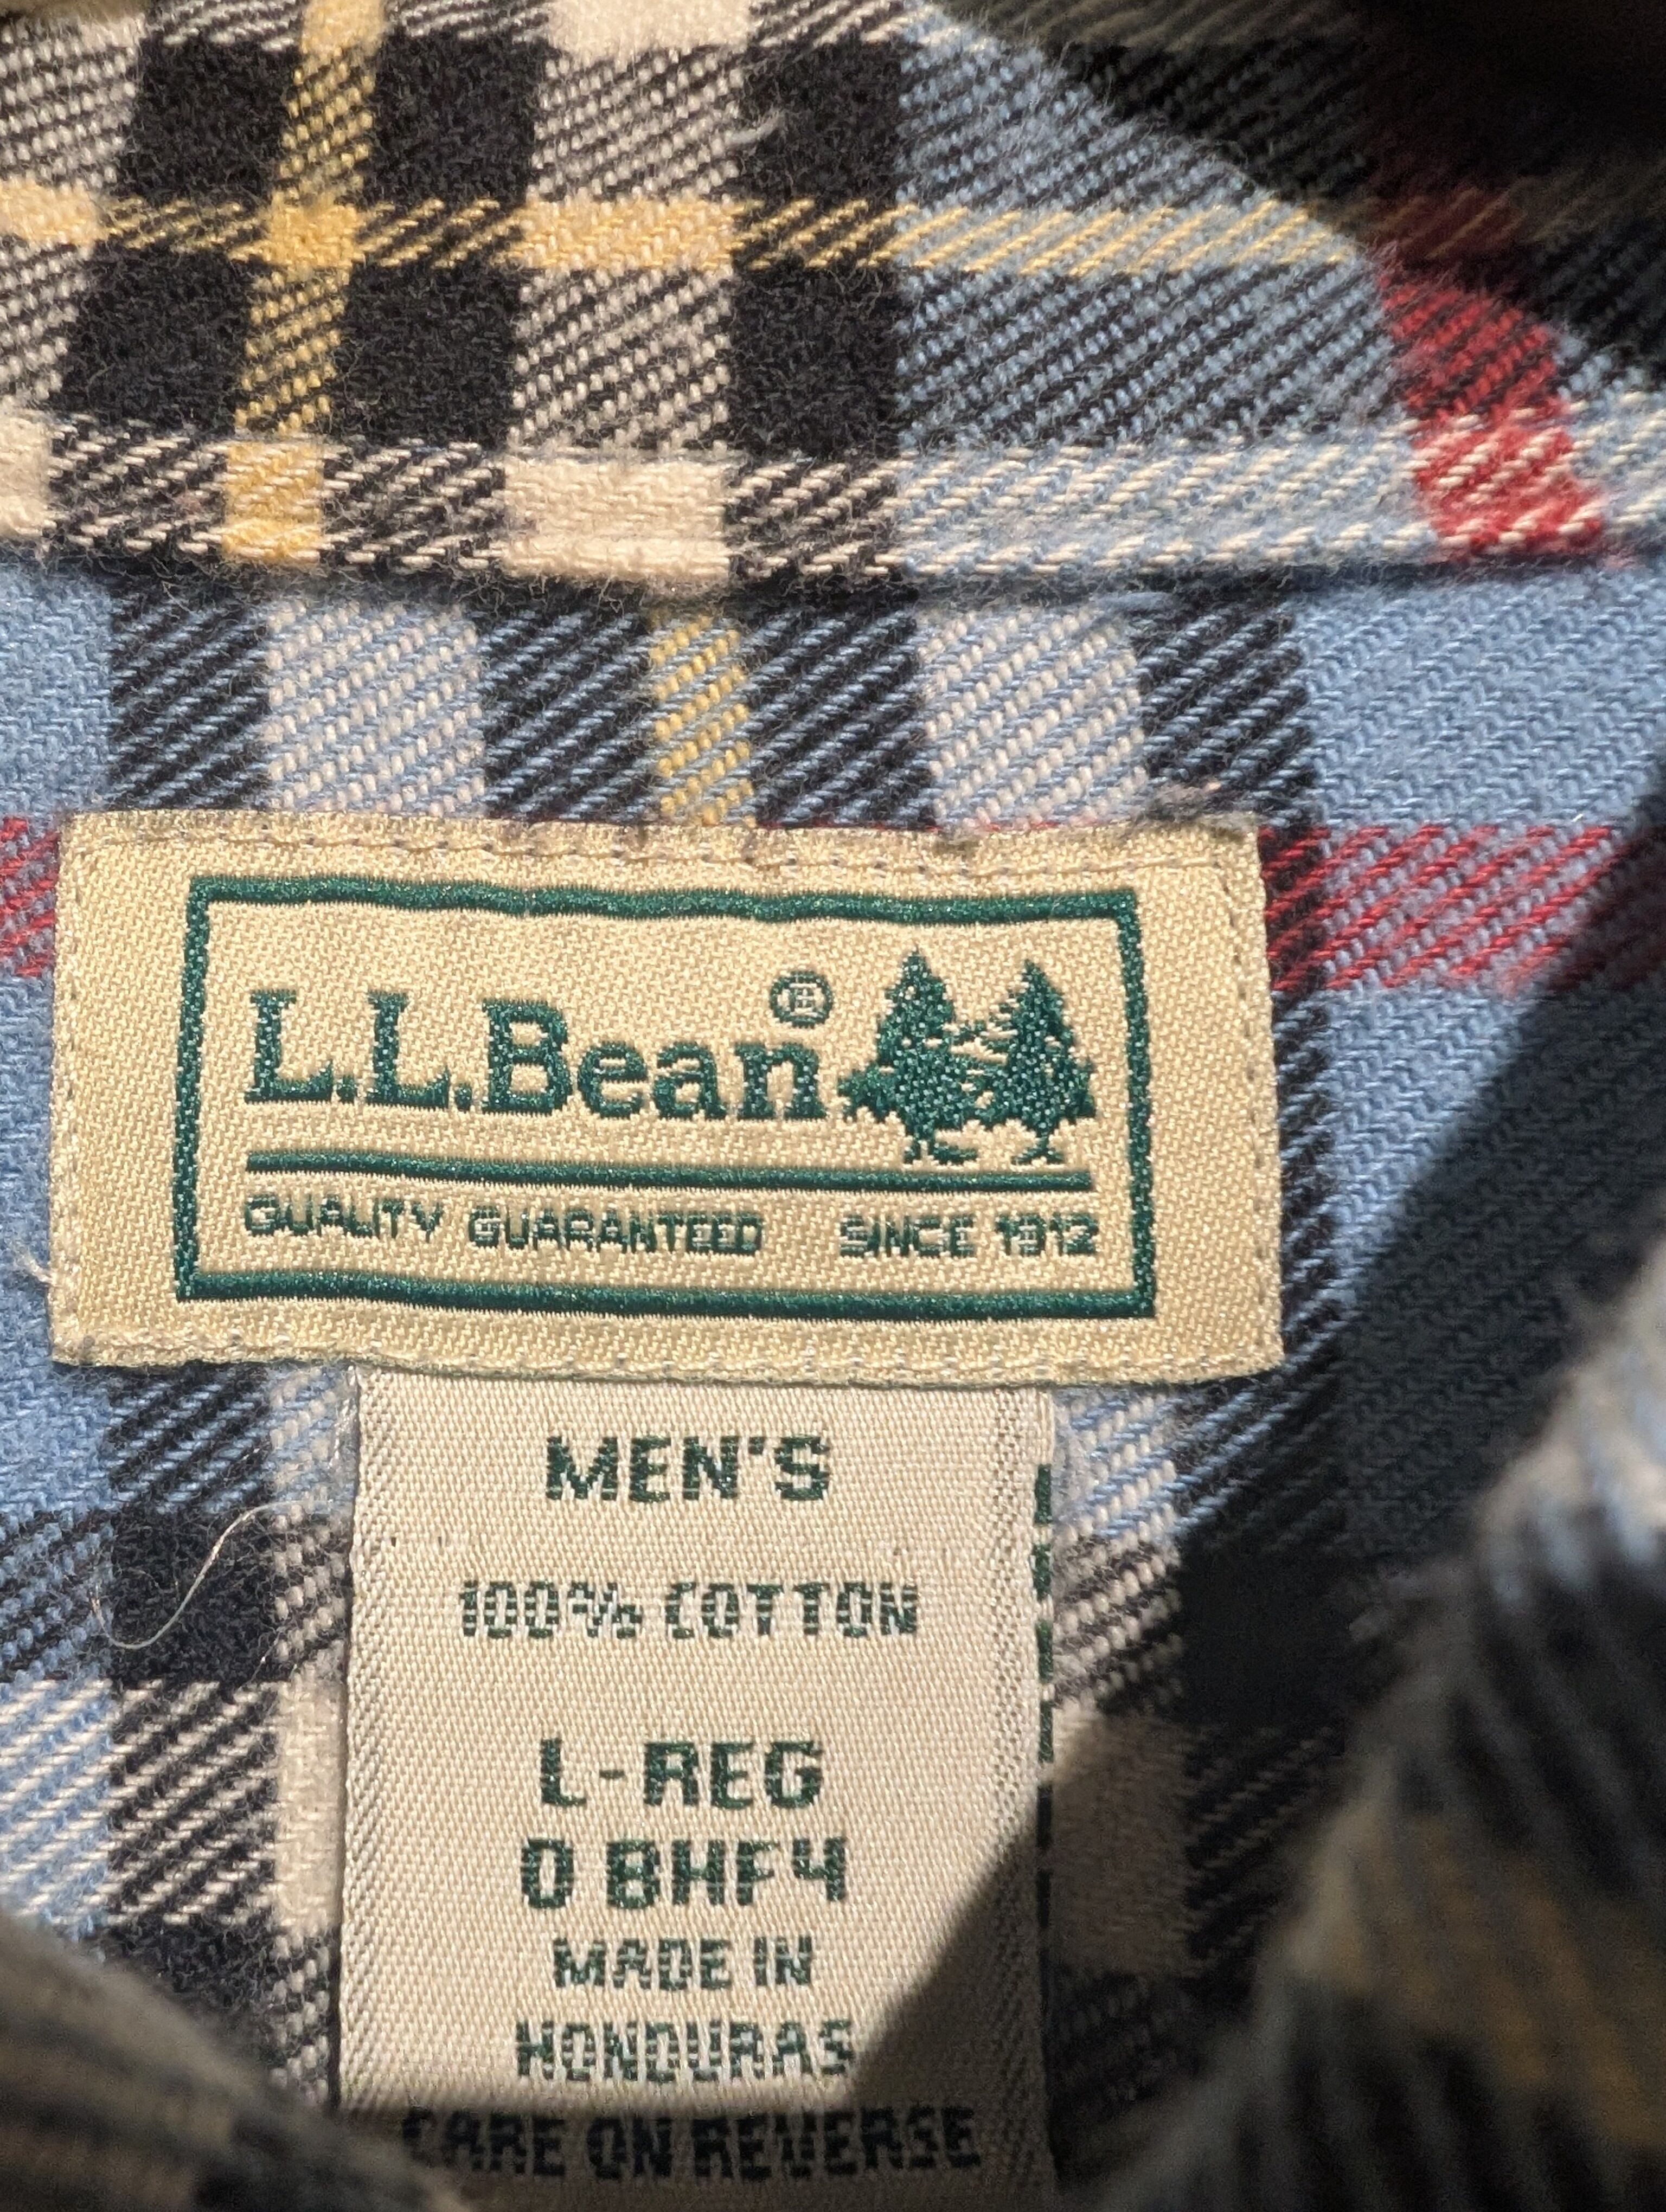 L.L.Bean®
QUALITY GUARANTEED SINCE 1912
MEN'S
100% COTTON
L-REG
0 BHF4
MADE IN
HONDURAS
CARE ON REVERSE